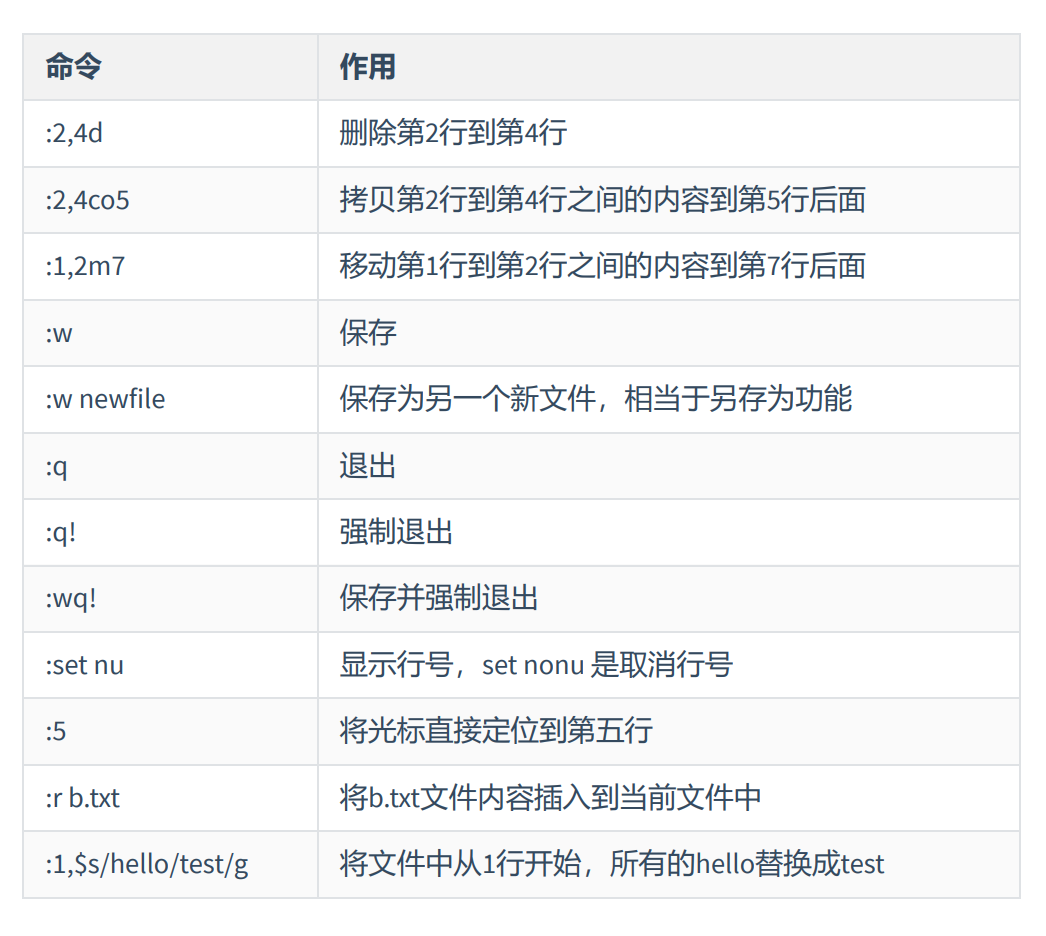 命令 作用
:2,4d 删除第2行到第4行
:2,4co5 拷贝第2行到第4行之间的内容到第5行后面
:1,2m7 移动第1行到第2行之间的内容到第7行后面
:w 保存
:w newfile 保存为另一个新文件，相当于另存为功能
:q 退出
:q! 强制退出
:wq! 保存并强制退出
:set nu 显示行号，set nonu 是取消行号
:5 将光标直接定位到第五行
:r b.txt 将b.txt文件内容插入到当前文件中
:1,$s/hello/test/g 将文件中从1行开始，所有的hello替换成test